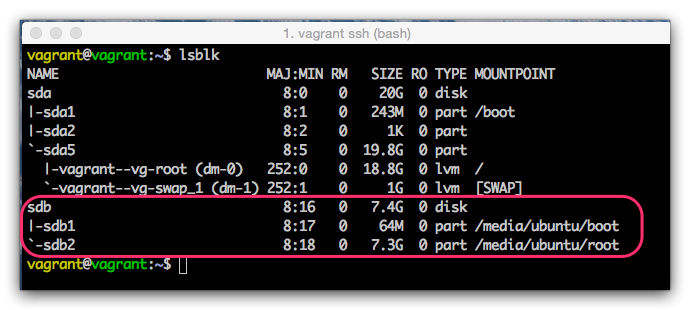 1. vagrant ssh (bash)
vagrant@vagrant:~$ lsblk
NAME                         MAJ:MIN RM   SIZE RO TYPE MOUNTPOINT
sda                            8:0    0    20G  0 disk
|-sda1                         8:1    0   243M  0 part /boot
|-sda2                         8:2    0     1K  0 part
`-sda5                         8:5    0  19.8G  0 part
  |-vagrant--vg-root (dm-0)   252:0    0  18.8G  0 lvm  /
  `-vagrant--vg-swap_1 (dm-1) 252:1    0     1G  0 lvm  [SWAP]
sdb                            8:16   0   7.4G  0 disk
|-sdb1                         8:17   0    64M  0 part /media/ubuntu/boot
`-sdb2                         8:18   0   7.3G  0 part /media/ubuntu/root
vagrant@vagrant:~$